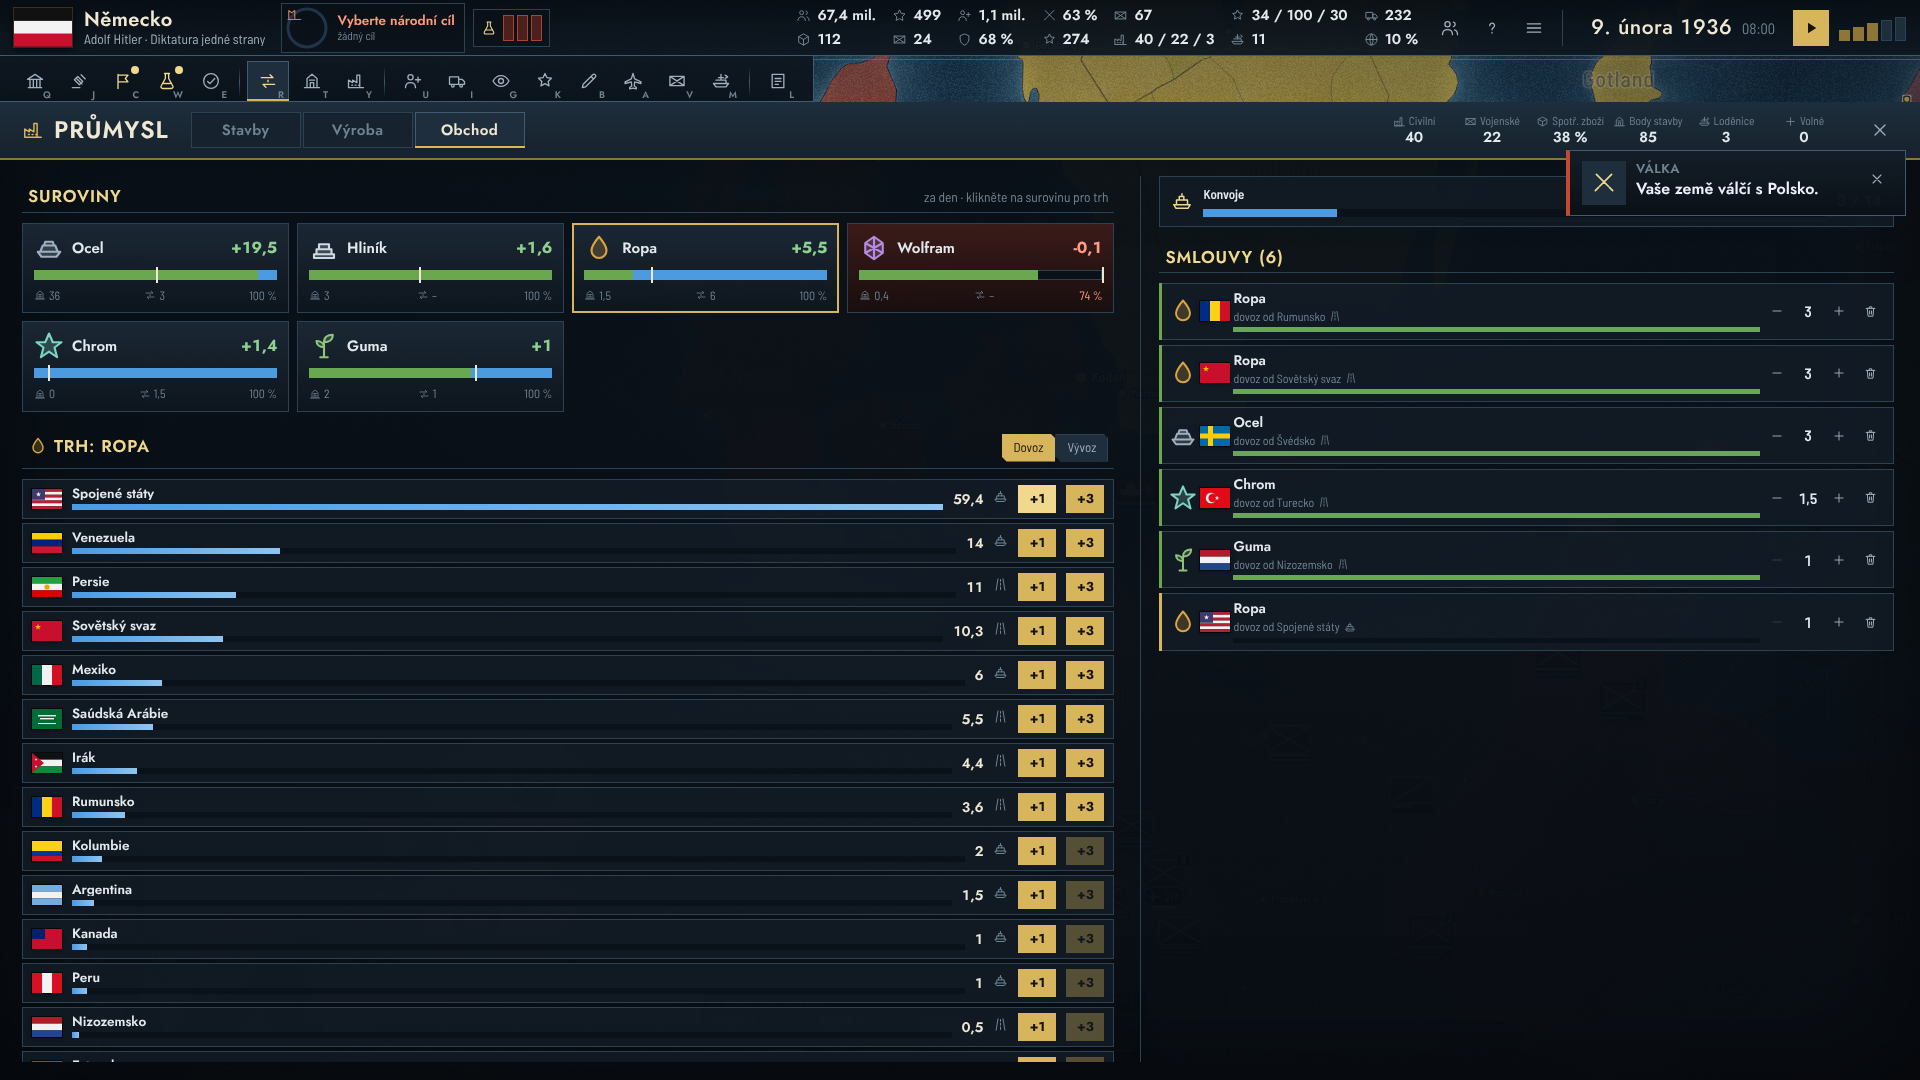 Německo
Adolf Hitler · Diktatura jedné strany
Vyberte národní cíl
žádný cíl
67,4 mil.
499
1,1 mil.
63 %
67
34 / 100 / 30
232
112
24
68 %
274
40 / 22 / 3
11
10 %
?
9. února 1936 08:00
Q J C W E R T Y U I G K B A V M L
Gotland
PRŮMYSL
Stavby
Výroba
Obchod
Civilní
40
Vojenské
22
Spotř. zboží
38 %
Body stavby
85
Loděnice
3
Volné
0
VÁLKA
Vaše země válčí s Polsko.
SUROVINY
za den · klikněte na surovinu pro trh
Ocel +19,5
36 3 100 %
Hliník +1,6
3 – 100 %
Ropa +5,5
1,5 6 100 %
Wolfram -0,1
0,4 – 74 %
Chrom +1,4
0 1,5 100 %
Guma +1
2 1 100 %
TRH: ROPA
Dovoz Vývoz
Spojené státy 59,4 +1 +3
Venezuela 14 +1 +3
Persie 11 +1 +3
Sovětský svaz 10,3 +1 +3
Mexiko 6 +1 +3
Saúdská Arábie 5,5 +1 +3
Irák 4,4 +1 +3
Rumunsko 3,6 +1 +3
Kolumbie 2 +1 +3
Argentina 1,5 +1 +3
Kanada 1 +1 +3
Peru 1 +1 +3
Nizozemsko 0,5 +1 +3
Konvoje
SMLOUVY (6)
Ropa
dovoz od Rumunsko
− 3 +
Ropa
dovoz od Sovětský svaz
− 3 +
Ocel
dovoz od Švédsko
− 3 +
Chrom
dovoz od Turecko
− 1,5 +
Guma
dovoz od Nizozemsko
− 1 +
Ropa
dovoz od Spojené státy
− 1 +